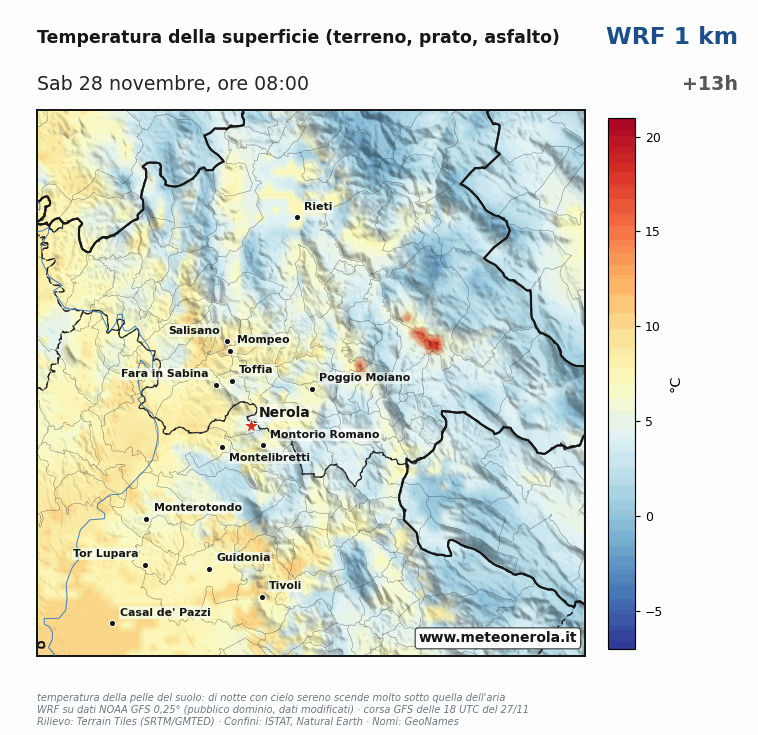 Temperatura della superficie (terreno, prato, asfalto)
WRF 1 km
Sab 28 novembre, ore 08:00
+13h
Rieti
Salisano
Mompeo
Fara in Sabina
Toffia
Poggio Moiano
Nerola
Montorio Romano
Montelibretti
Monterotondo
Tor Lupara
Guidonia
Tivoli
Casal de' Pazzi
www.meteonerola.it
20
15
10
5
0
−5
°C
temperatura della pelle del suolo: di notte con cielo sereno scende molto sotto quella dell'aria
WRF su dati NOAA GFS 0,25° (pubblico dominio, dati modificati) · corsa GFS delle 18 UTC del 27/11
Rilievo: Terrain Tiles (SRTM/GMTED) · Confini: ISTAT, Natural Earth · Nomi: GeoNames